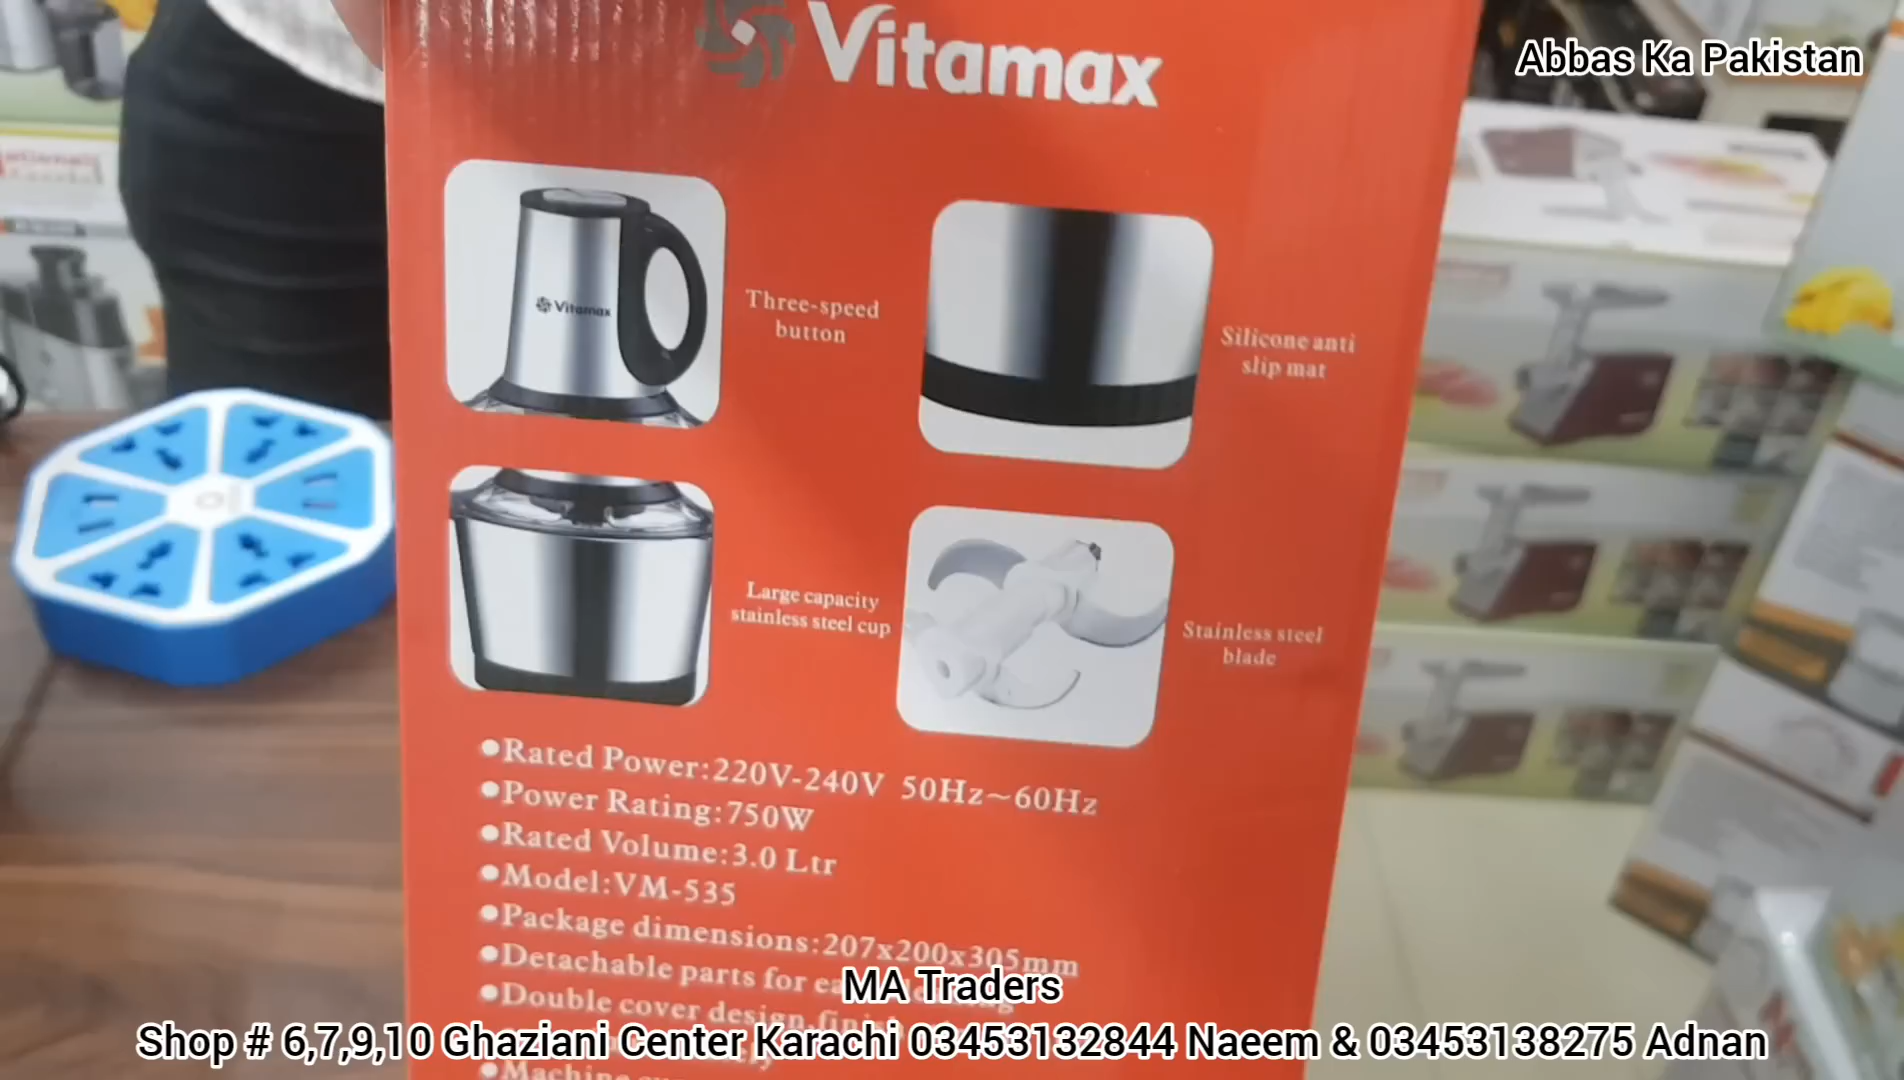 Abbas Ka Pakistan
Vitamax
Vitamax
Three-speed
button
Silicone anti
slip mat
Large capacity
stainless steel cup
Stainless steel
blade
●Rated Power:220V-240V 50Hz~60Hz
●Power Rating:750W
●Rated Volume:3.0 Ltr
●Model:VM-535
●Package dimensions:207x200x305mm
●Detachable parts for
●Double cover design,
●Machine
MA Traders
Shop # 6,7,9,10 Ghaziani Center Karachi 03453132844 Naeem & 03453138275 Adnan